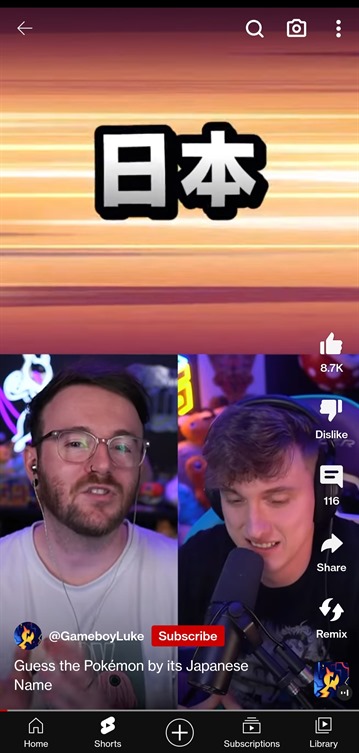 日本
8.7K
Dislike
116
Share
Remix
@GameboyLuke Subscribe
Guess the Pokémon by its Japanese
Name
Home Shorts Subscriptions Library